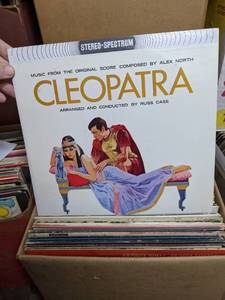 STEREO-SPECTRUM
MUSIC FROM THE ORIGINAL SCORE COMPOSED BY ALEX NORTH
CLEOPATRA
ARRANGED AND CONDUCTED BY RUSS CASE